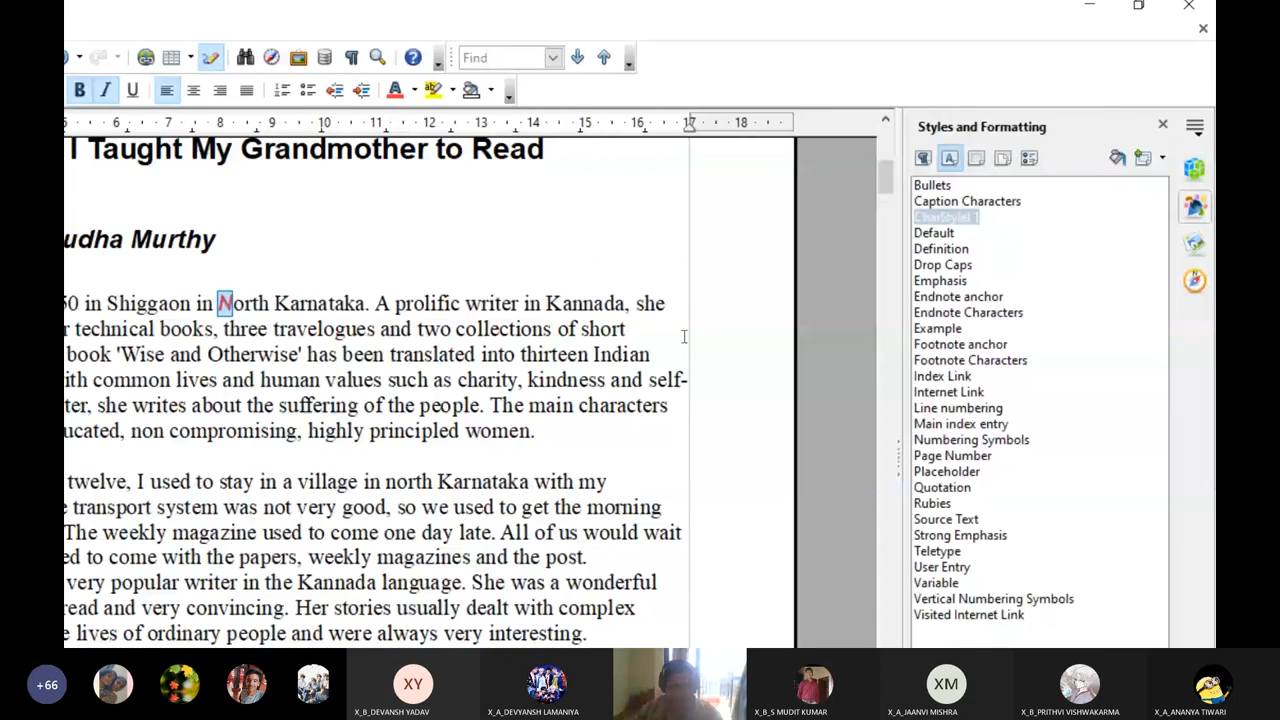 Find
B I U
5 6 7 8 9 10 11 12 13 14 15 16 17 18
I Taught My Grandmother to Read
udha Murthy
50 in Shiggaon in North Karnataka. A prolific writer in Kannada, she
r technical books, three travelogues and two collections of short
book 'Wise and Otherwise' has been translated into thirteen Indian
ith common lives and human values such as charity, kindness and self-
ter, she writes about the suffering of the people. The main characters
ucated, non compromising, highly principled women.
twelve, I used to stay in a village in north Karnataka with my
e transport system was not very good, so we used to get the morning
The weekly magazine used to come one day late. All of us would wait
ed to come with the papers, weekly magazines and the post.
very popular writer in the Kannada language. She was a wonderful
read and very convincing. Her stories usually dealt with complex
e lives of ordinary people and were always very interesting.
Styles and Formatting
Bullets
Caption Characters
CharStyle1 1
Default
Definition
Drop Caps
Emphasis
Endnote anchor
Endnote Characters
Example
Footnote anchor
Footnote Characters
Index Link
Internet Link
Line numbering
Main index entry
Numbering Symbols
Page Number
Placeholder
Quotation
Rubies
Source Text
Strong Emphasis
Teletype
User Entry
Variable
Vertical Numbering Symbols
Visited Internet Link
+66
XY
XM
X_B_DEVANSH YADAV
X_A_DEVYANSH LAMANIYA
X_B_S MUDIT KUMAR
X_A_JAANVI MISHRA
X_B_PRITHVI VISHWAKARMA
X_A_ANANYA TIWARI